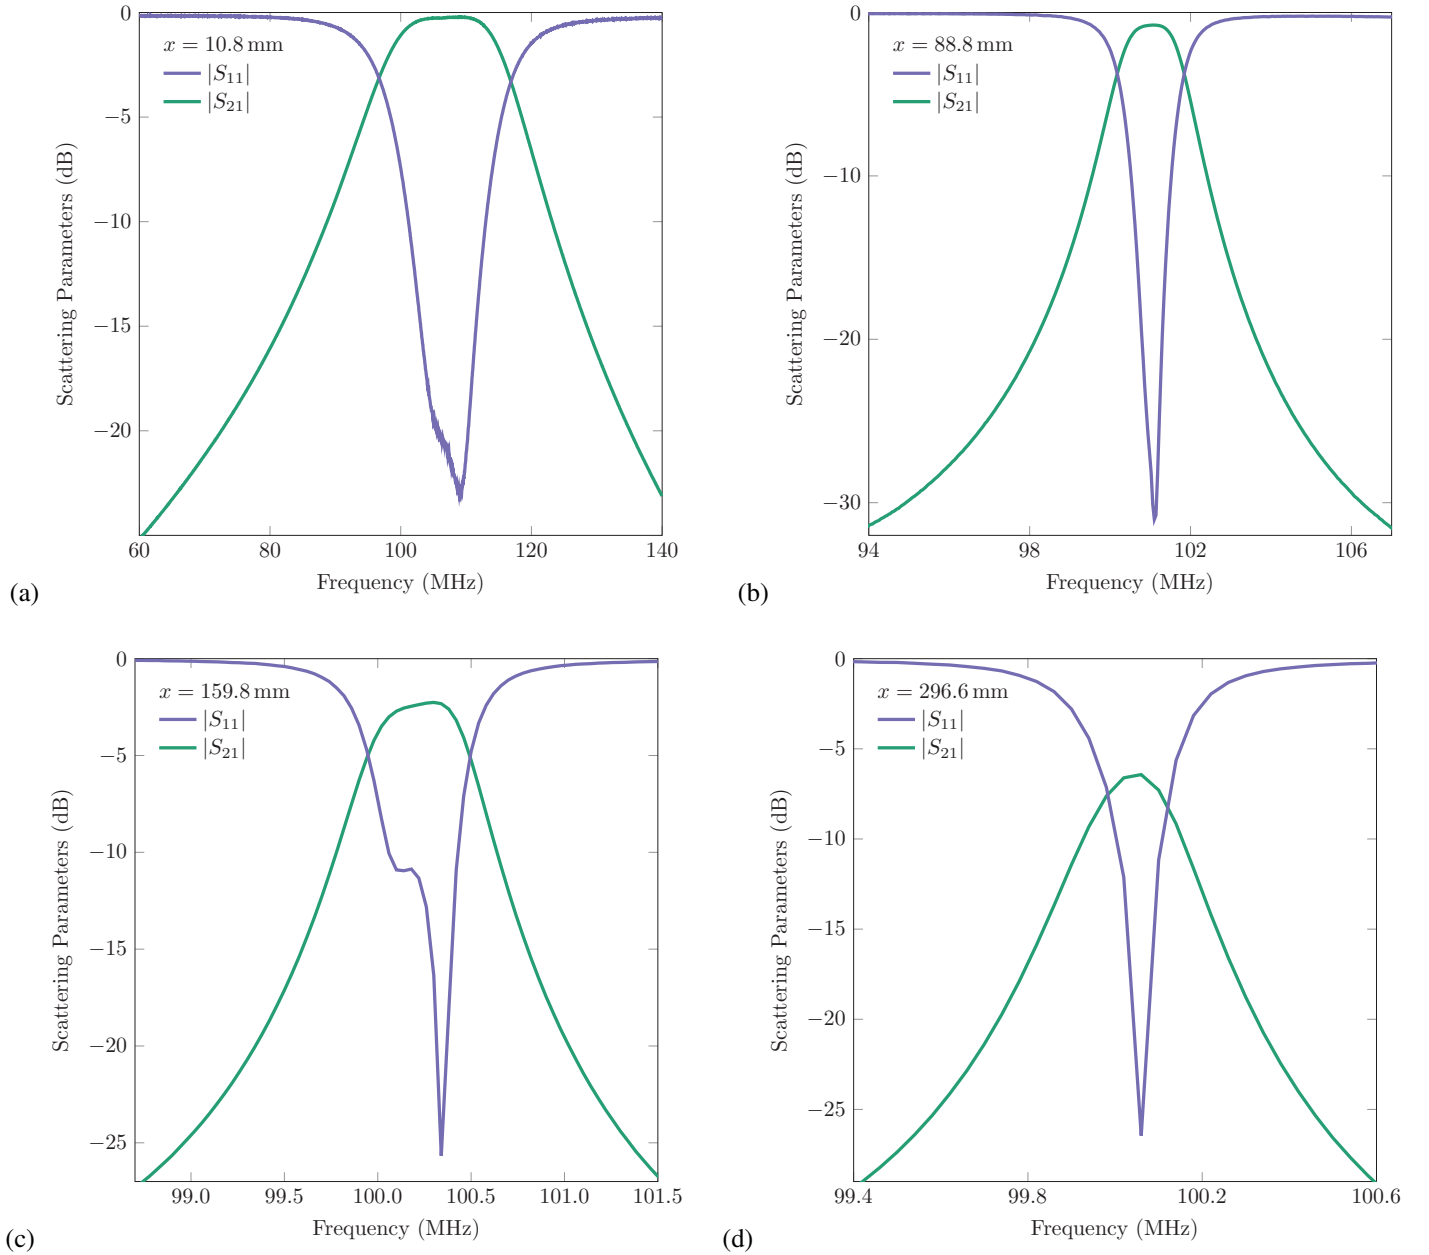 0
−5
−10
−15
−20
x = 10.8 mm
|S11|
|S21|
Scattering Parameters (dB)
60 80 100 120 140
Frequency (MHz)
(a)
0
−10
−20
−30
x = 88.8 mm
|S11|
|S21|
Scattering Parameters (dB)
94 98 102 106
Frequency (MHz)
(b)
0
−5
−10
−15
−20
−25
x = 159.8 mm
|S11|
|S21|
Scattering Parameters (dB)
99.0 99.5 100.0 100.5 101.0 101.5
Frequency (MHz)
(c)
0
−5
−10
−15
−20
−25
x = 296.6 mm
|S11|
|S21|
Scattering Parameters (dB)
99.4 99.8 100.2 100.6
Frequency (MHz)
(d)